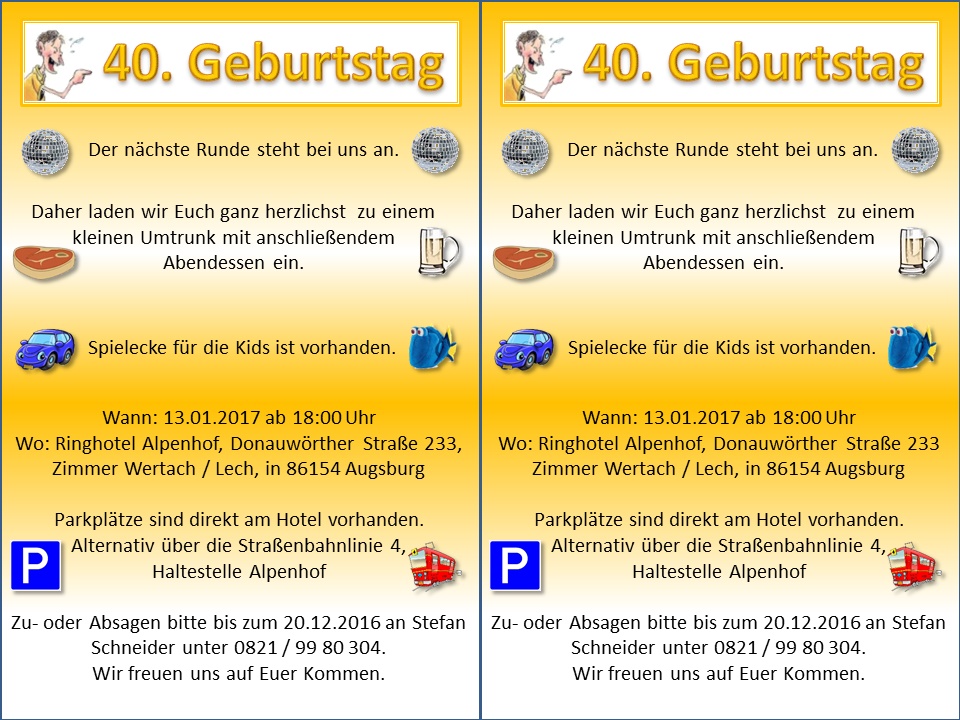 40. Geburtstag
Der nächste Runde steht bei uns an.
Daher laden wir Euch ganz herzlichst zu einem
kleinen Umtrunk mit anschließendem
Abendessen ein.
Spielecke für die Kids ist vorhanden.
Wann: 13.01.2017 ab 18:00 Uhr
Wo: Ringhotel Alpenhof, Donauwörther Straße 233,
Zimmer Wertach / Lech, in 86154 Augsburg
Parkplätze sind direkt am Hotel vorhanden.
Alternativ über die Straßenbahnlinie 4,
Haltestelle Alpenhof
P
Zu- oder Absagen bitte bis zum 20.12.2016 an Stefan
Schneider unter 0821 / 99 80 304.
Wir freuen uns auf Euer Kommen.
40. Geburtstag
Der nächste Runde steht bei uns an.
Daher laden wir Euch ganz herzlichst zu einem
kleinen Umtrunk mit anschließendem
Abendessen ein.
Spielecke für die Kids ist vorhanden.
Wann: 13.01.2017 ab 18:00 Uhr
Wo: Ringhotel Alpenhof, Donauwörther Straße 233
Zimmer Wertach / Lech, in 86154 Augsburg
Parkplätze sind direkt am Hotel vorhanden.
Alternativ über die Straßenbahnlinie 4,
Haltestelle Alpenhof
P
Zu- oder Absagen bitte bis zum 20.12.2016 an Stefan
Schneider unter 0821 / 99 80 304.
Wir freuen uns auf Euer Kommen.